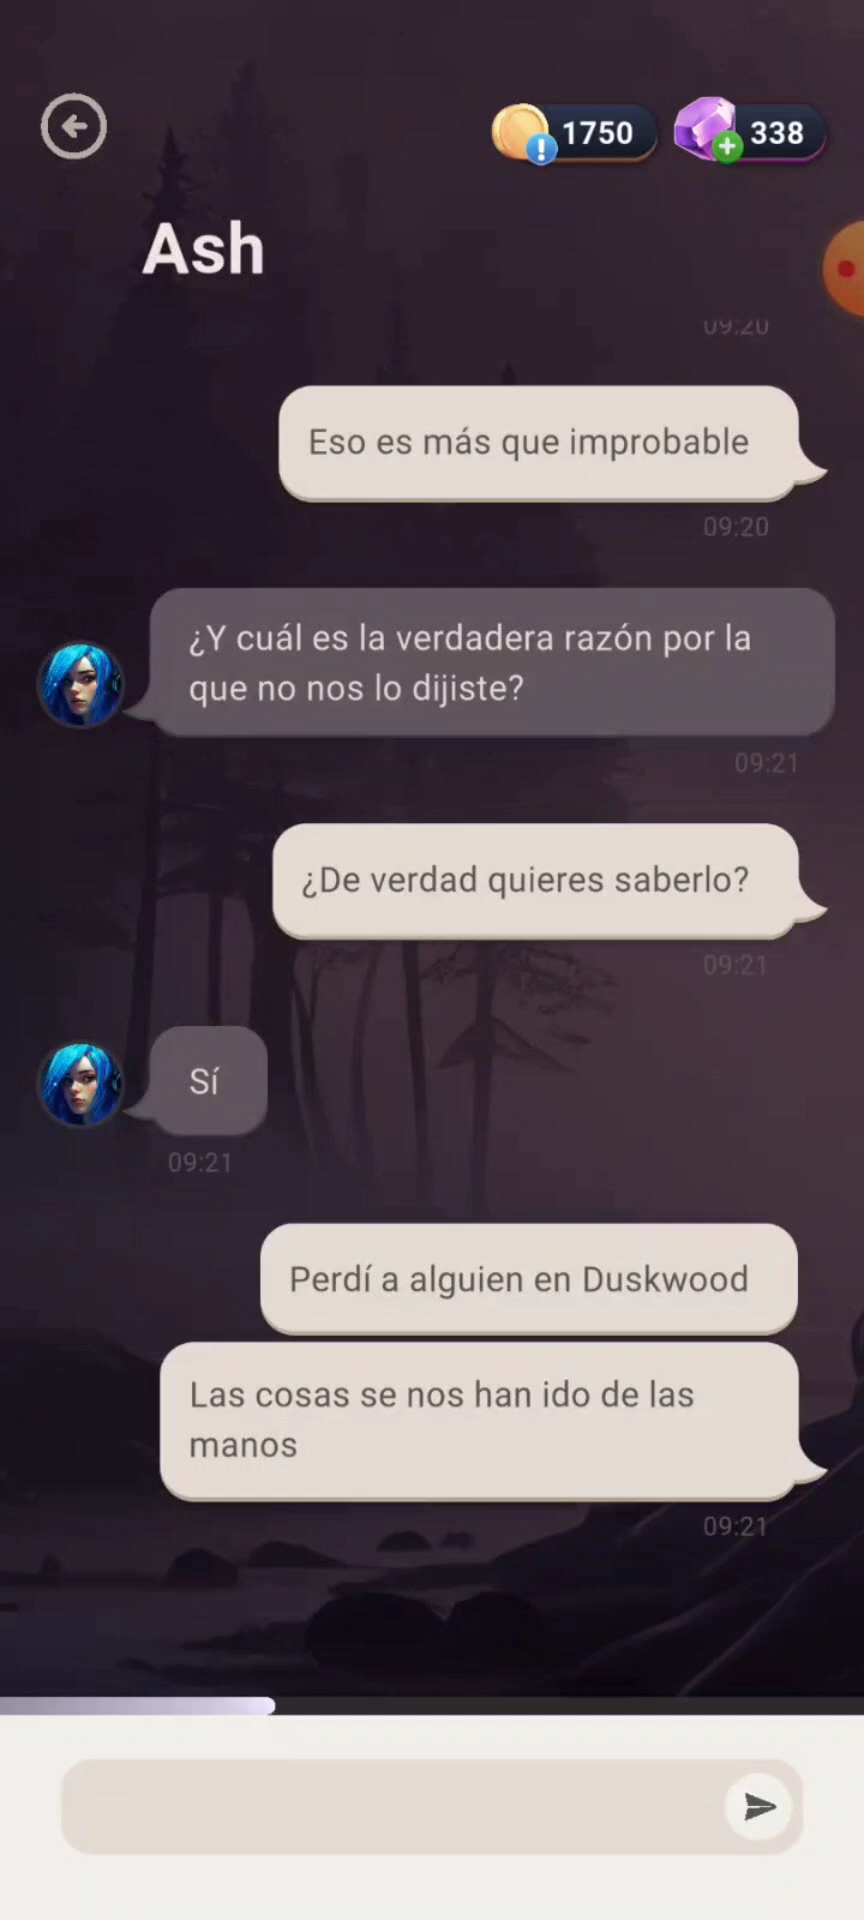 1750
338
Ash
09:20
Eso es más que improbable
09:20
¿Y cuál es la verdadera razón por la
que no nos lo dijiste?
09:21
¿De verdad quieres saberlo?
09:21
Sí
09:21
Perdí a alguien en Duskwood
Las cosas se nos han ido de las
manos
09:21